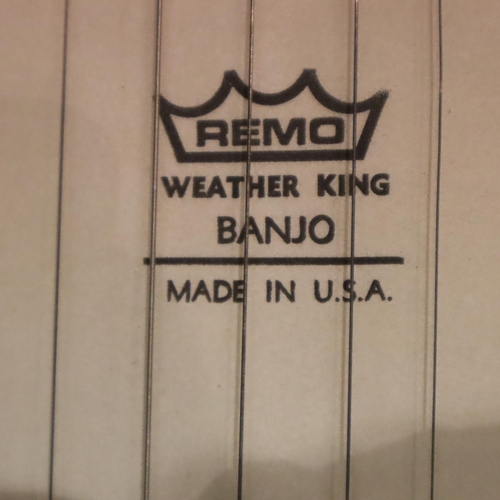 REMO
WEATHER KING
BANJO
MADE IN U.S.A.